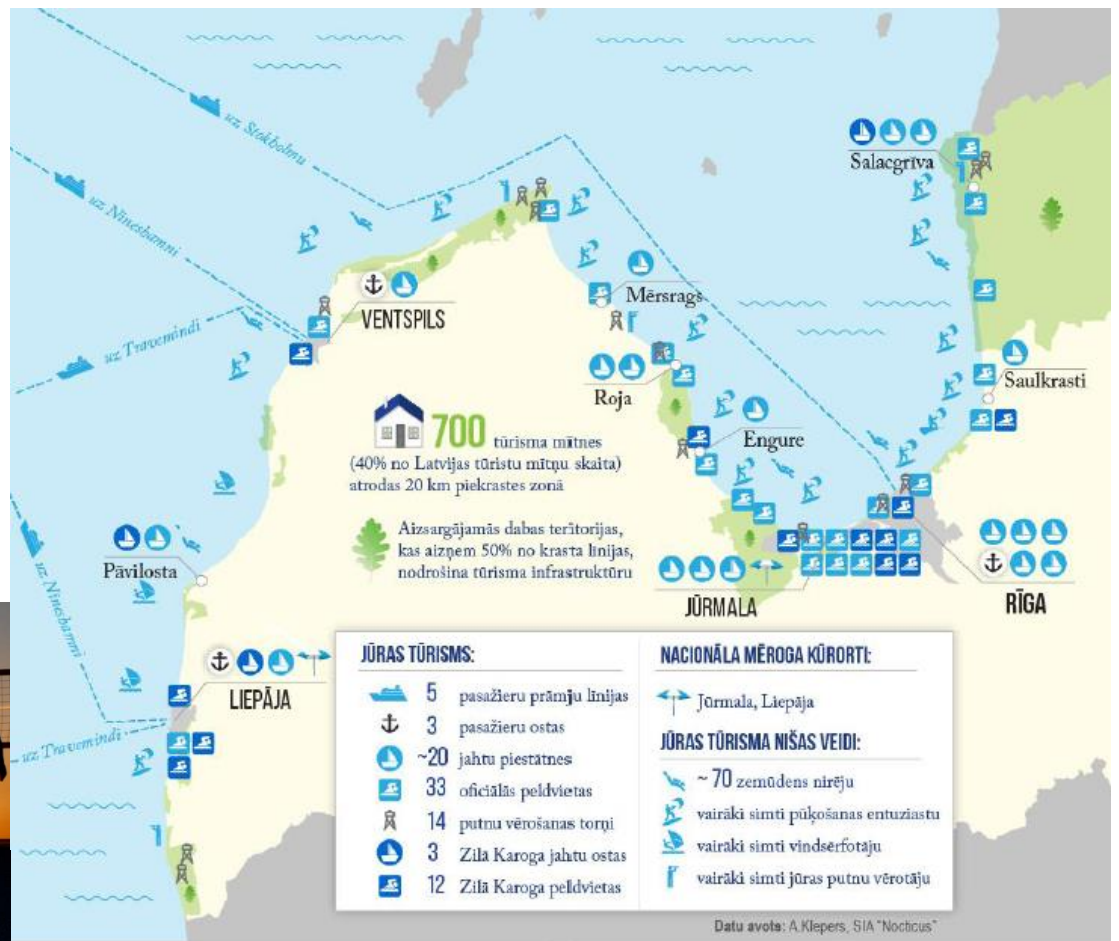 uz Stokholmu
uz Nineshamni
uz Travemindi
Salacgrīva
Mērsrags
VENTSPILS
Saulkrasti
Roja
Engure
700 tūrisma mītnes
(40% no Latvijas tūristu mītņu skaita)
atrodas 20 km piekrastes zonā
Aizsargājamās dabas teritorijas,
kas aizņem 50% no krasta līnijas,
nodrošina tūrisma infrastruktūru
Pāvilosta
uz Nineshamni
JŪRMALA
RĪGA
LIEPĀJA
uz Travemindi
JŪRAS TŪRISMS:
5 pasažieru prāmju līnijas
3 pasažieru ostas
~20 jahtu piestātnes
33 oficiālās peldvietas
14 putnu vērošanas torņi
3 Zilā Karoga jahtu ostas
12 Zilā Karoga peldvietas
NACIONĀLA MĒROGA KŪRORTI:
Jūrmala, Liepāja
JŪRAS TŪRISMA NIŠAS VEIDI:
~ 70 zemūdens nirēju
vairāki simti pūķošanas entuziastu
vairāki simti vindsērfotāju
vairāki simti jūras putnu vērotāju
Datu avots: A.Klepers, SIA "Nocticus"